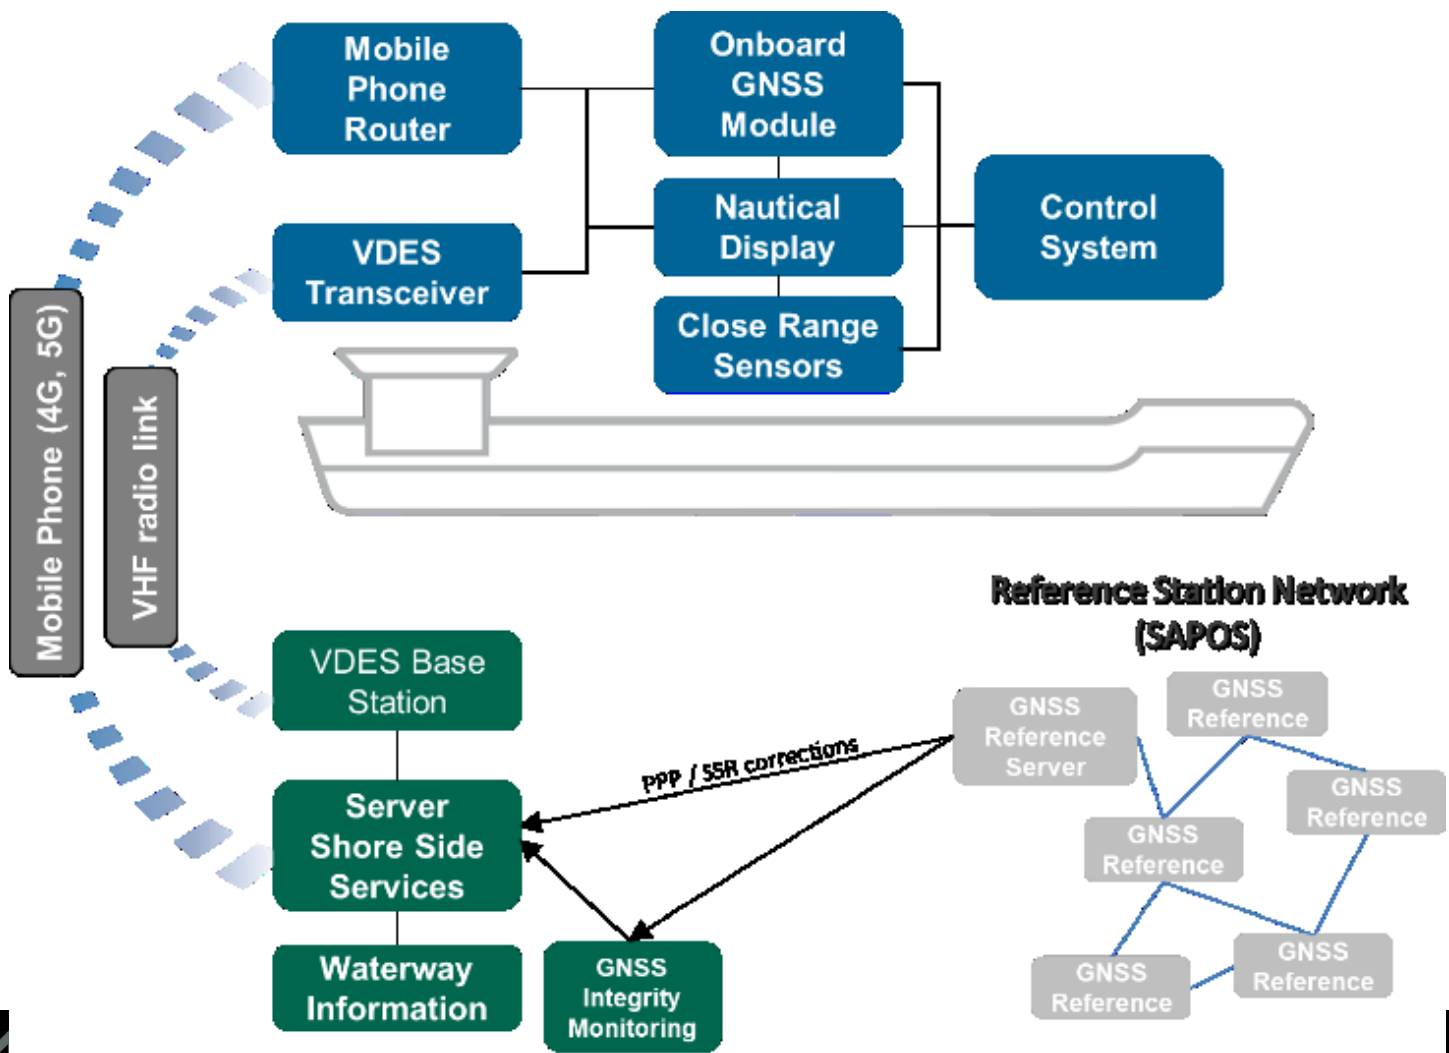 Mobile
Phone
Router
Onboard
GNSS
Module
VDES
Transceiver
Nautical
Display
Control
System
Close Range
Sensors
Mobile Phone (4G, 5G)
VHF radio link
Reference Station Network
(SAPOS)
VDES Base
Station
Server
Shore Side
Services
Waterway
Information
GNSS
Integrity
Monitoring
PPP / SSR corrections
GNSS
Reference
Server
GNSS
Reference
GNSS
Reference
GNSS
Reference
GNSS
Reference
GNSS
Reference